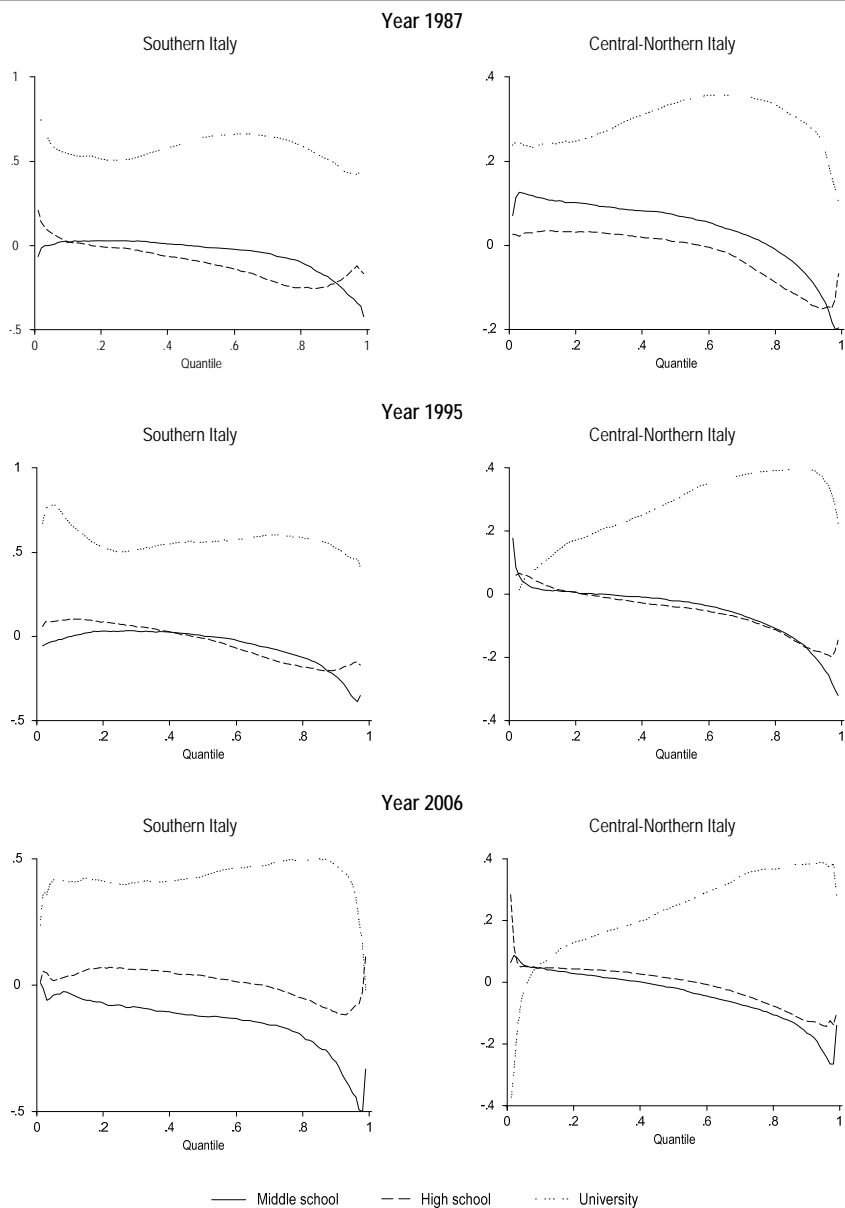 Year 1987
Southern Italy
Central-Northern Italy
1
.5
0
-.5
0 .2 .4 .6 .8 1
Quantile
.4
.2
0
-.2
0 .2 .4 .6 .8 1
Quantile
Year 1995
Southern Italy
Central-Northern Italy
1
.5
0
-.5
0 .2 .4 .6 .8 1
Quantile
.4
.2
0
-.2
-.4
0 .2 .4 .6 .8 1
Quantile
Year 2006
Southern Italy
Central-Northern Italy
.5
0
-.5
0 .2 .4 .6 .8 1
Quantile
.4
.2
0
-.2
-.4
0 .2 .4 .6 .8 1
Quantile
Middle school High school University